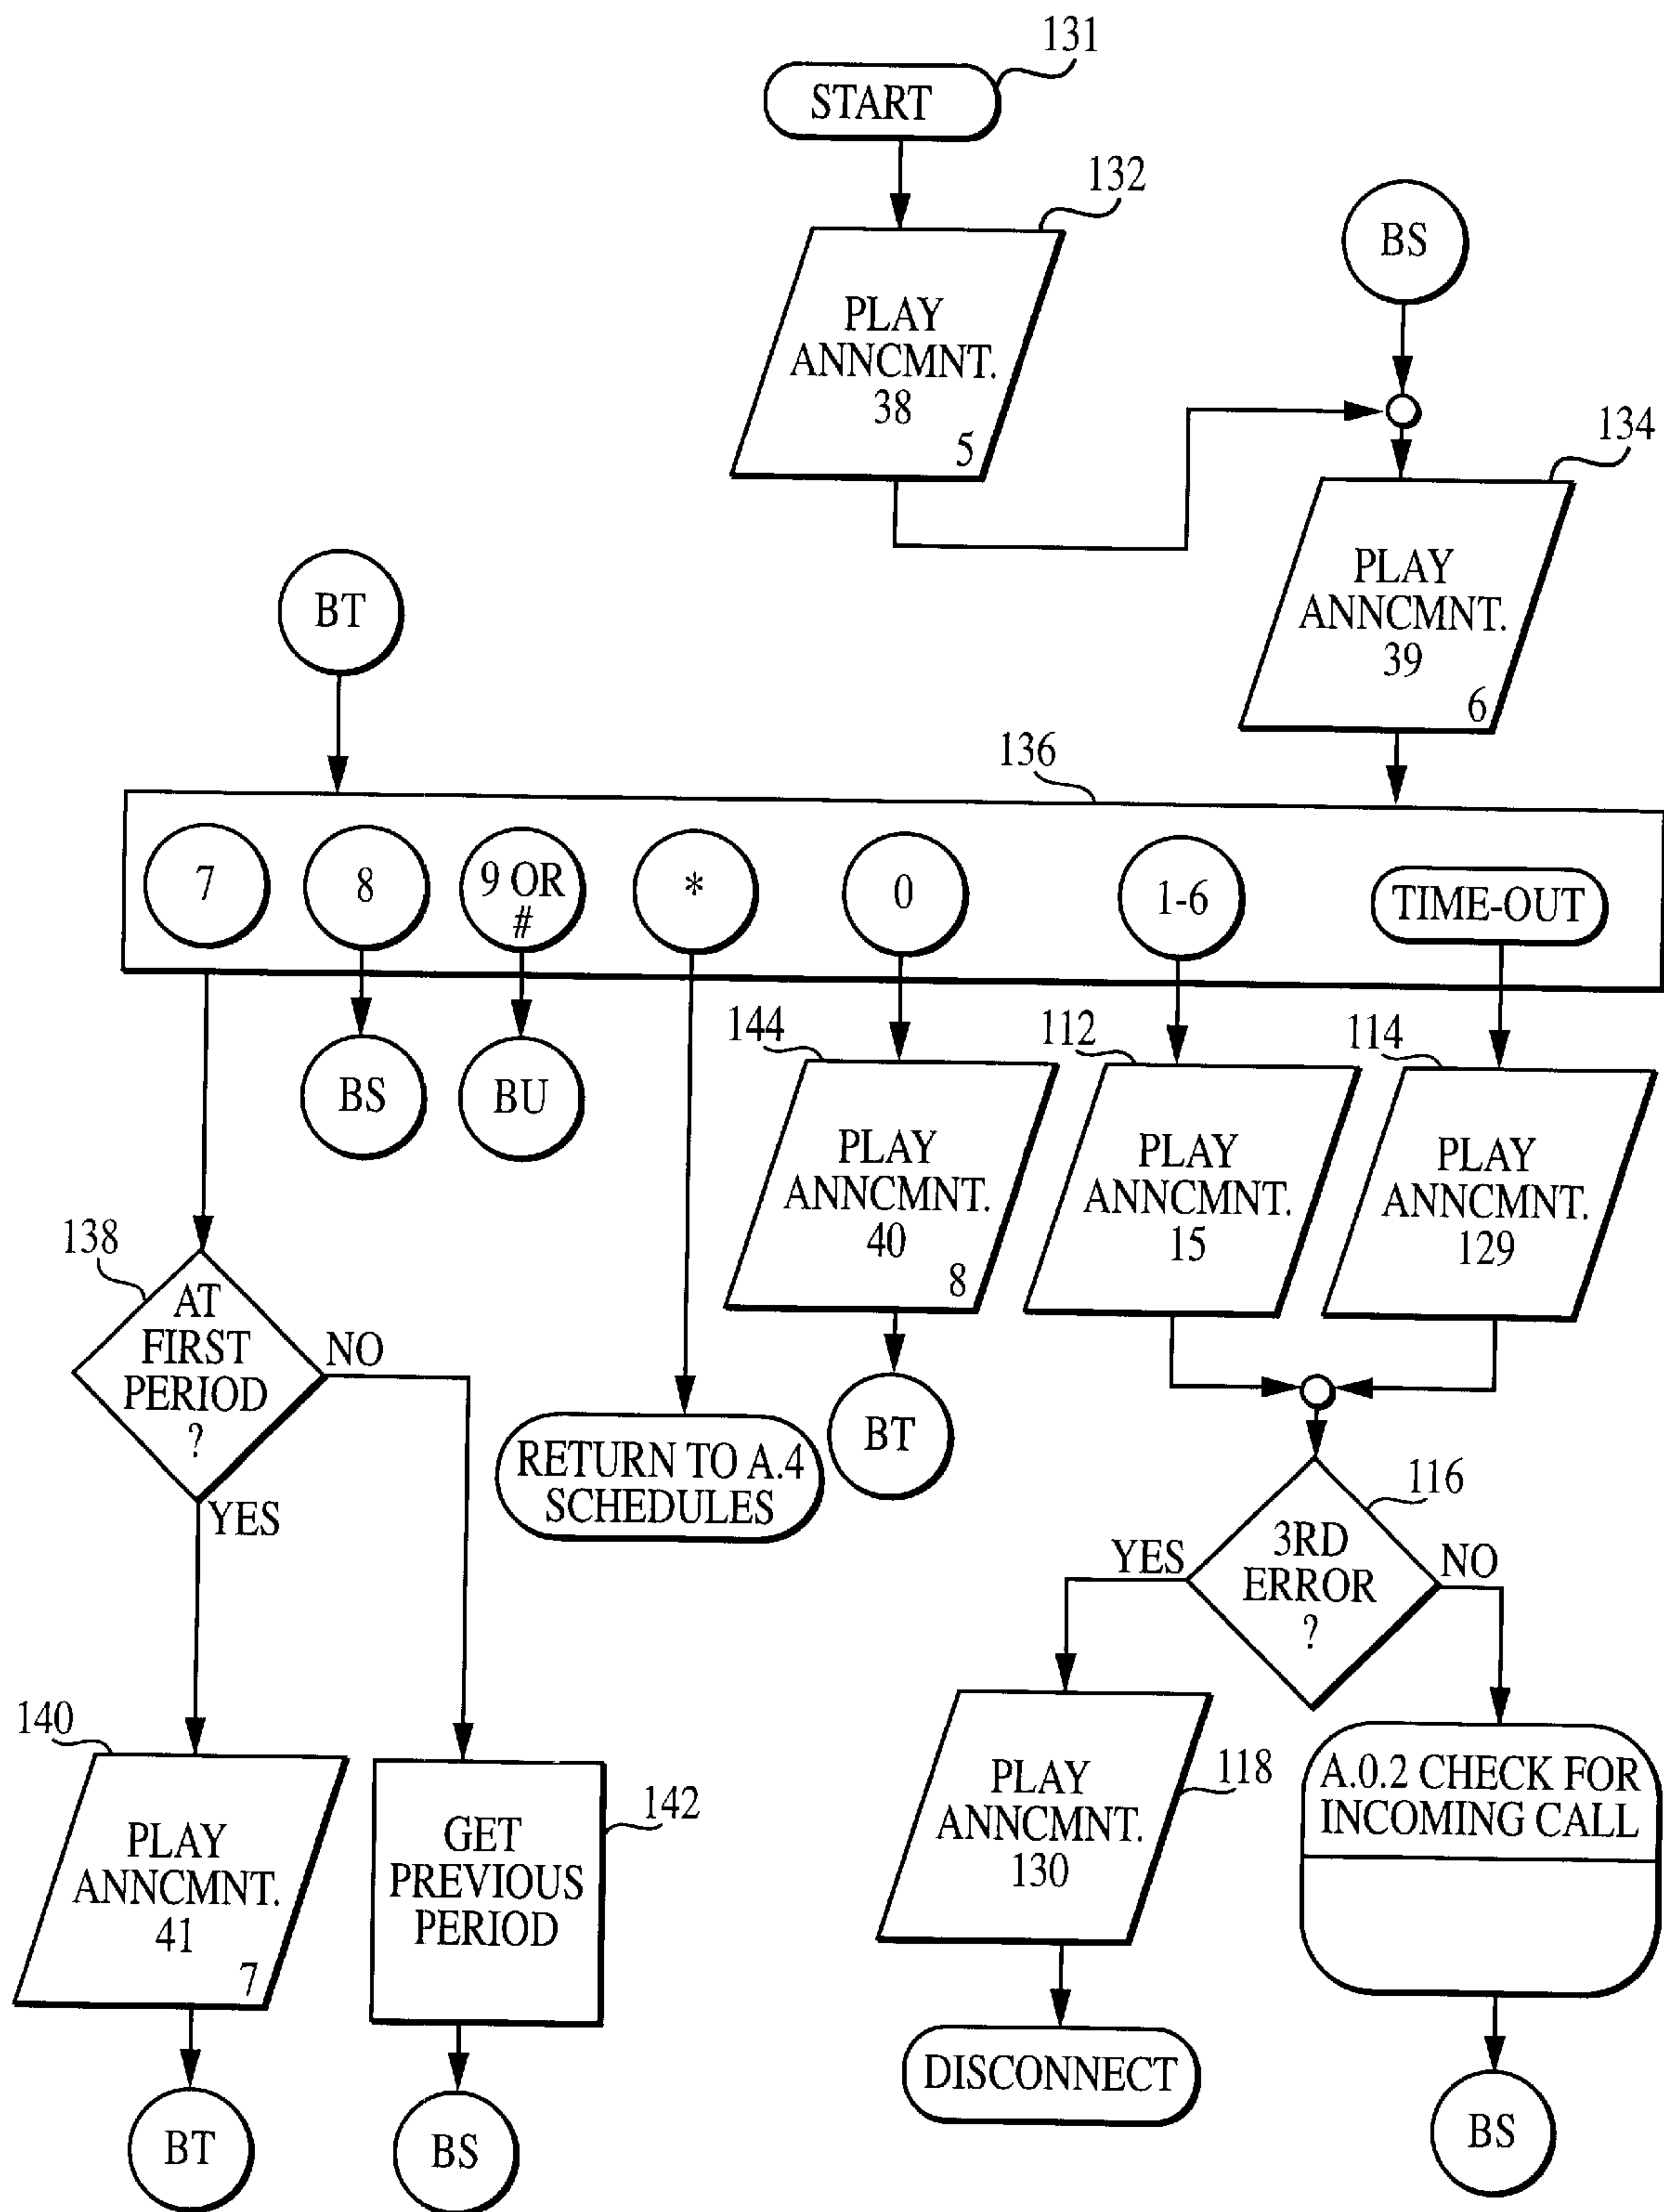 131
START
132
PLAY
ANNCMNT.
38
5
BS
134
PLAY
ANNCMNT.
39
6
BT
136
7
8
9 OR
#
*
0
1-6
TIME-OUT
BS
BU
144
PLAY
ANNCMNT.
40
8
112
PLAY
ANNCMNT.
15
114
PLAY
ANNCMNT.
129
138
AT
FIRST
PERIOD
?
NO
YES
RETURN TO A.4
SCHEDULES
BT
116
3RD
ERROR
?
YES
NO
140
PLAY
ANNCMNT.
41
7
142
GET
PREVIOUS
PERIOD
118
PLAY
ANNCMNT.
130
A.0.2 CHECK FOR
INCOMING CALL
DISCONNECT
BT
BS
BS